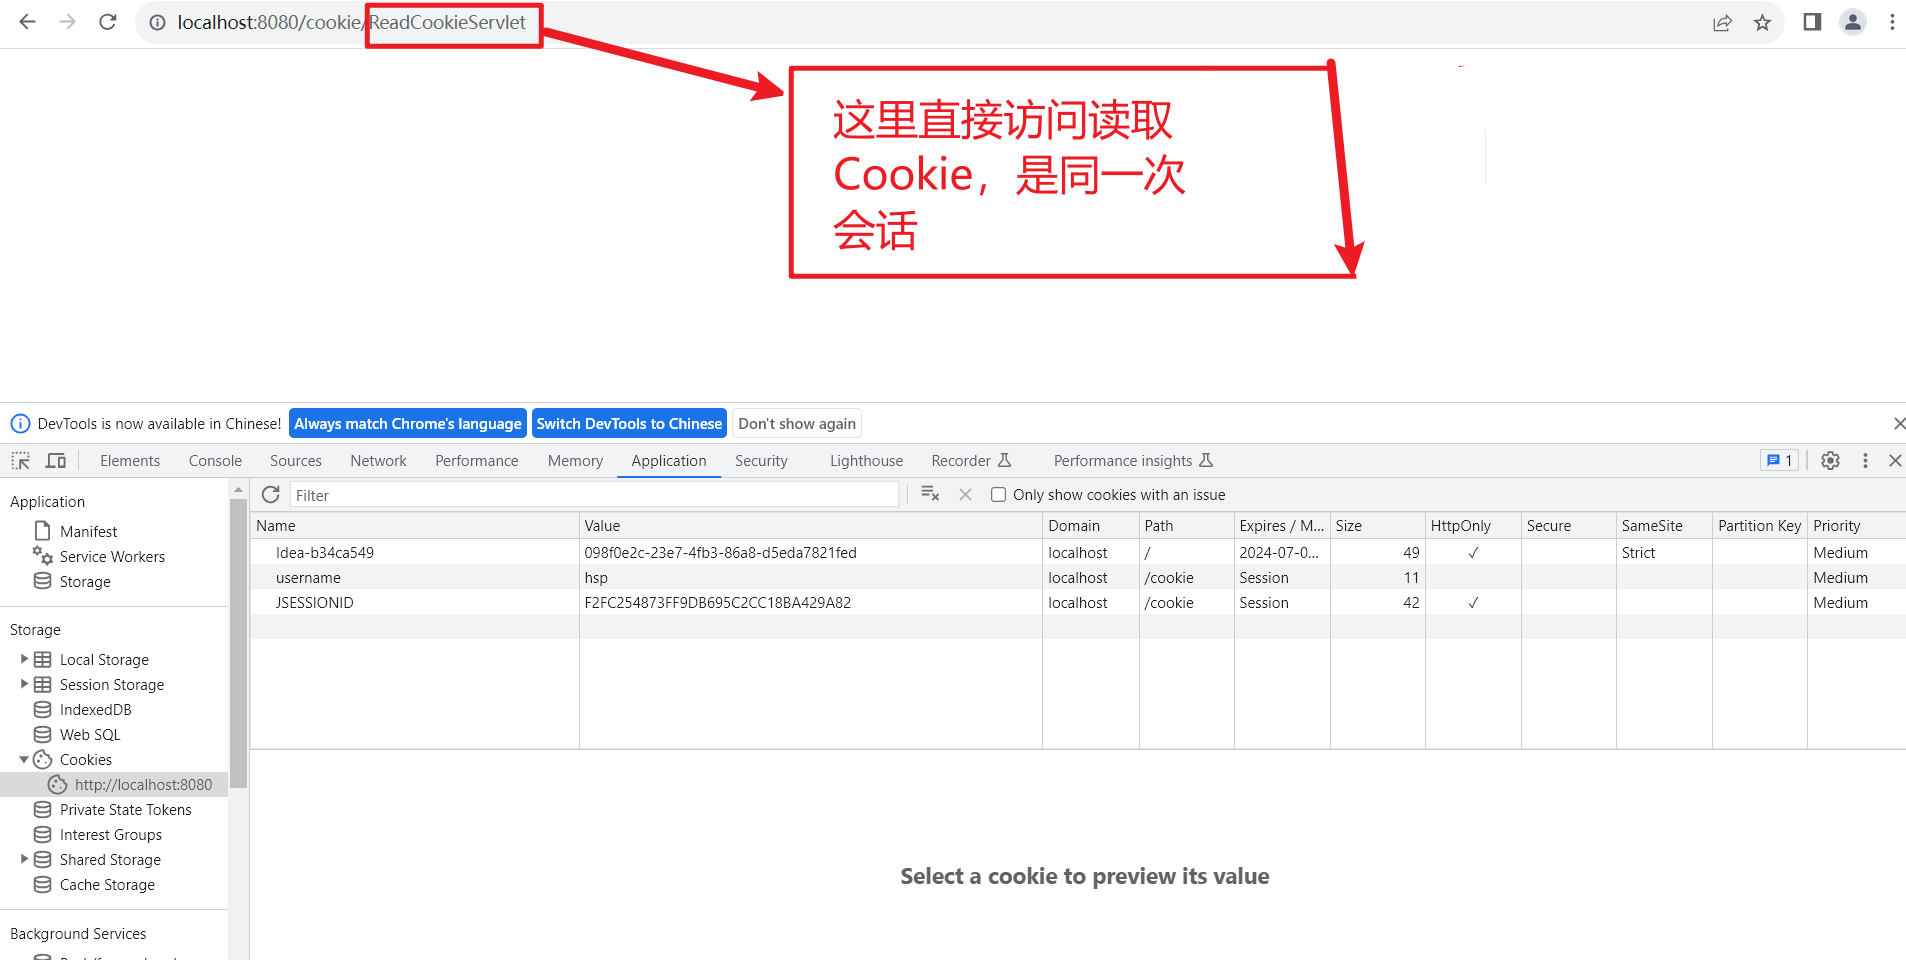 localhost:8080/cookie/ReadCookieServlet
这里直接访问读取
Cookie，是同一次
会话
DevTools is now available in Chinese! Always match Chrome's language Switch DevTools to Chinese Don't show again
Elements Console Sources Network Performance Memory Application Security Lighthouse Recorder Performance insights 1
Application
Manifest
Service Workers
Storage
Storage
Local Storage
Session Storage
IndexedDB
Web SQL
Cookies
http://localhost:8080
Private State Tokens
Interest Groups
Shared Storage
Cache Storage
Background Services
Filter Only show cookies with an issue
Name Value Domain Path Expires / M... Size HttpOnly Secure SameSite Partition Key Priority
Idea-b34ca549 098f0e2c-23e7-4fb3-86a8-d5eda7821fed localhost / 2024-07-0... 49 ✓ Strict Medium
username hsp localhost /cookie Session 11 Medium
JSESSIONID F2FC254873FF9DB695C2CC18BA429A82 localhost /cookie Session 42 ✓ Medium
Select a cookie to preview its value